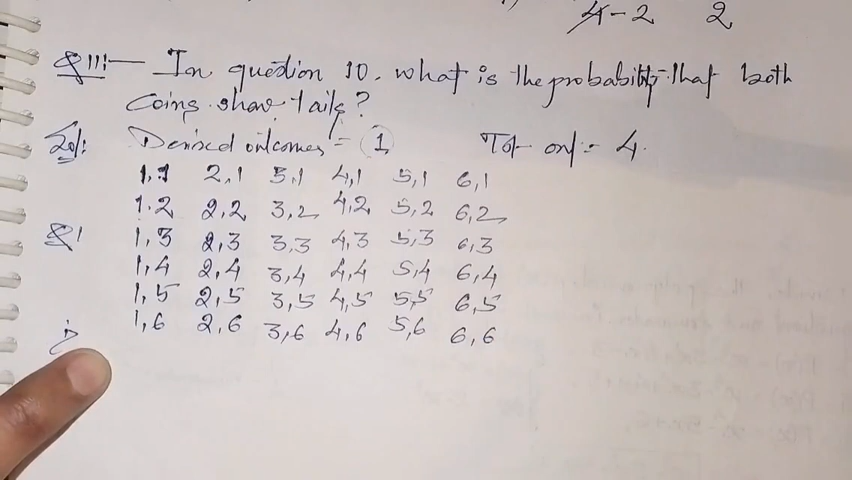 4-2 2
Q11:- In question 10, what is the probability that both
Coins show tails?
Sol: Desired outcomes = 1 Tot out = 4.
1,1 2,1 3,1 4,1 5,1 6,1
1,2 2,2 3,2 4,2 5,2 6,2
Q1 1,3 2,3 3,3 4,3 5,3 6,3
1,4 2,4 3,4 4,4 5,4 6,4
1,5 2,5 3,5 4,5 5,5 6,5
1,6 2,6 3,6 4,6 5,6 6,6